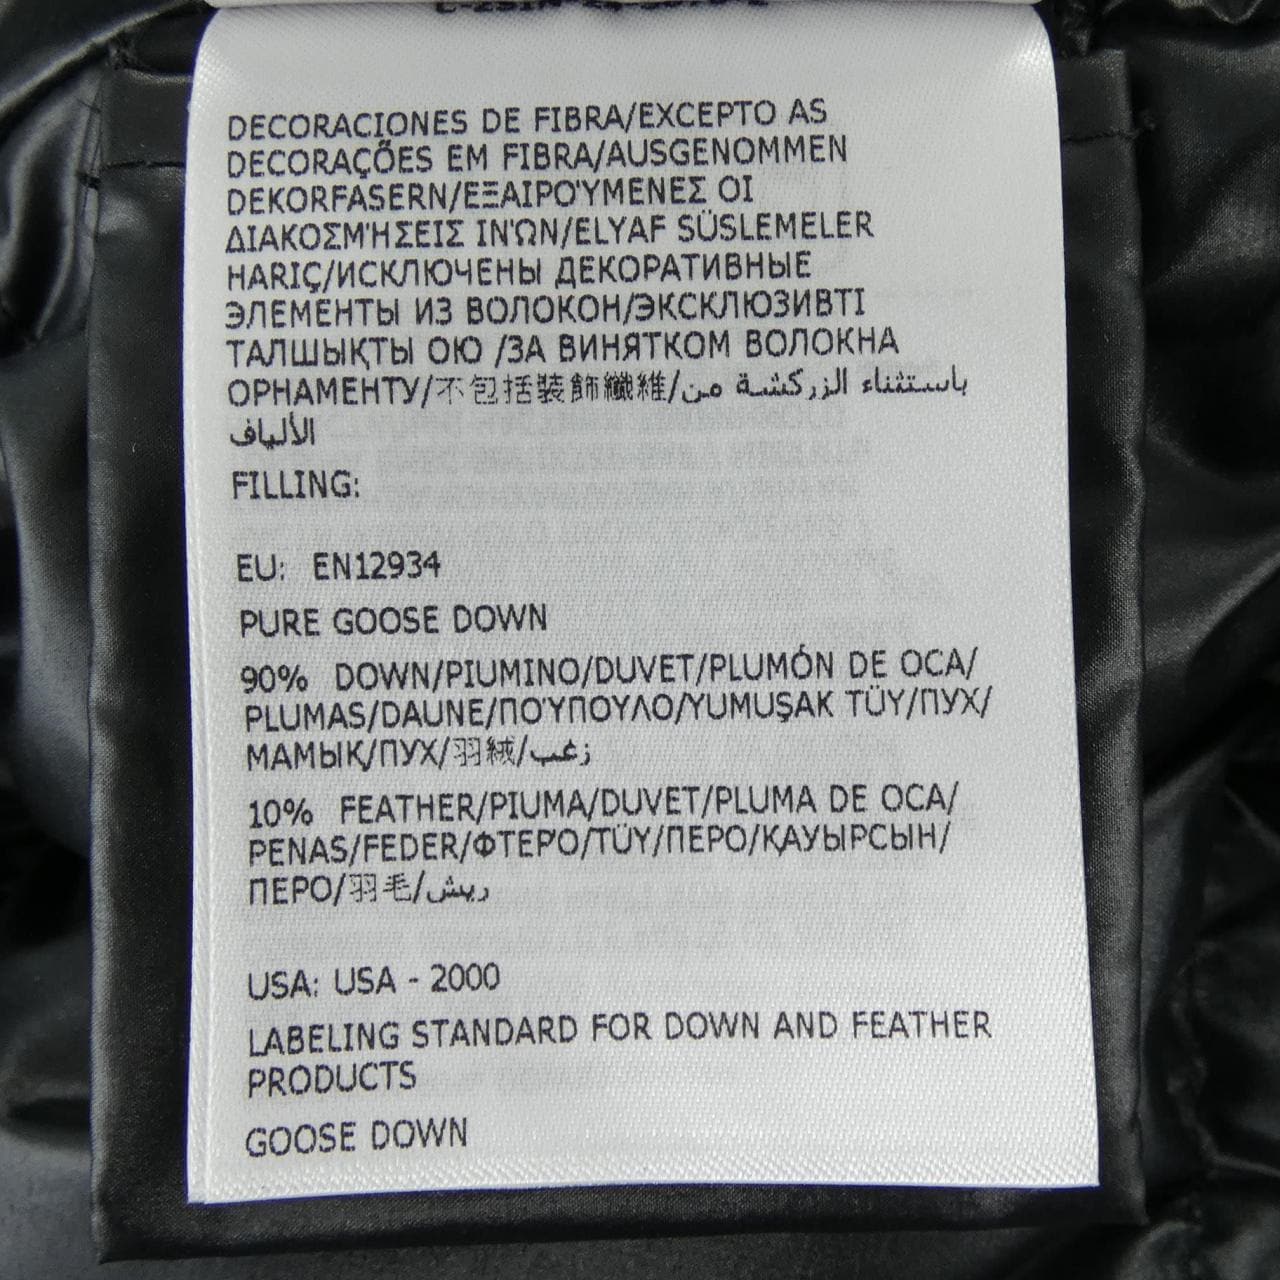 DECORACIONES DE FIBRA/EXCEPTO AS
DECORAÇÕES EM FIBRA/AUSGENOMMEN
DEKORFASERN/ΕΞΑΙΡΟΎΜΕΝΕΣ ΟΙ
ΔΙΑΚΟΣΜΉΣΕΙΣ ΙΝΏΝ/ELYAF SÜSLEMELER
HARIÇ/ИСКЛЮЧЕНЫ ДЕКОРАТИВНЫЕ
ЭЛЕМЕНТЫ ИЗ ВОЛОКОН/ЭКСКЛЮЗИВТІ
ТАЛШЫҚТЫ ОЮ /ЗА ВИНЯТКОМ ВОЛОКНА
ОРНАМЕНТУ/不包括裝飾纖維/باستثناء الزركشة من
الألياف
FILLING:
EU: EN12934
PURE GOOSE DOWN
90% DOWN/PIUMINO/DUVET/PLUMÓN DE OCA/
PLUMAS/DAUNE/ΠΟΎΠΟΥΛΟ/YUMUŞAK TÜY/ПУХ/
МАМЫҚ/ПУХ/羽絨/زغب
10% FEATHER/PIUMA/DUVET/PLUMA DE OCA/
PENAS/FEDER/ΦΤΕΡΌ/TÜY/ПЕРО/ҚАУЫРСЫН/
ПЕРО/羽毛/ريش
USA: USA - 2000
LABELING STANDARD FOR DOWN AND FEATHER
PRODUCTS
GOOSE DOWN